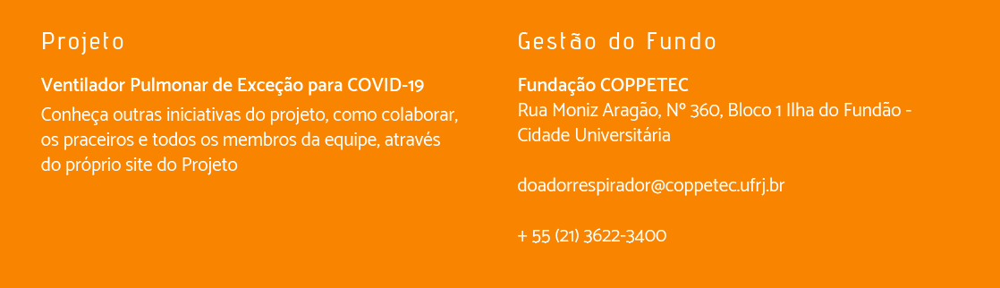 Projeto
Ventilador Pulmonar de Exceção para COVID-19
Conheça outras iniciativas do projeto, como colaborar,
os praceiros e todos os membros da equipe, através
do próprio site do Projeto
Gestão do Fundo
Fundação COPPETEC
Rua Moniz Aragão, Nº 360, Bloco 1 Ilha do Fundão -
Cidade Universitária
doadorrespirador@coppetec.ufrj.br
+ 55 (21) 3622-3400